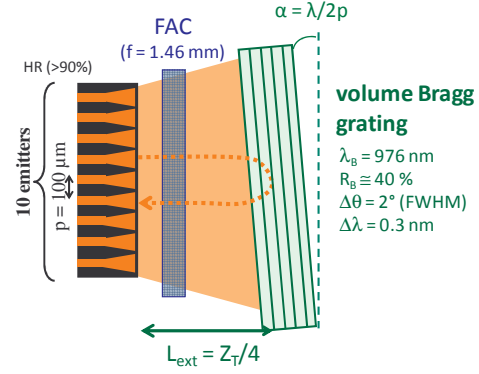 α = λ/2p
FAC
(f = 1.46 mm)
HR (>90%)
10 emitters
p = 100 µm
volume Bragg
grating
λB = 976 nm
RB ≅ 40 %
Δθ = 2° (FWHM)
Δλ = 0.3 nm
Lext = ZT/4